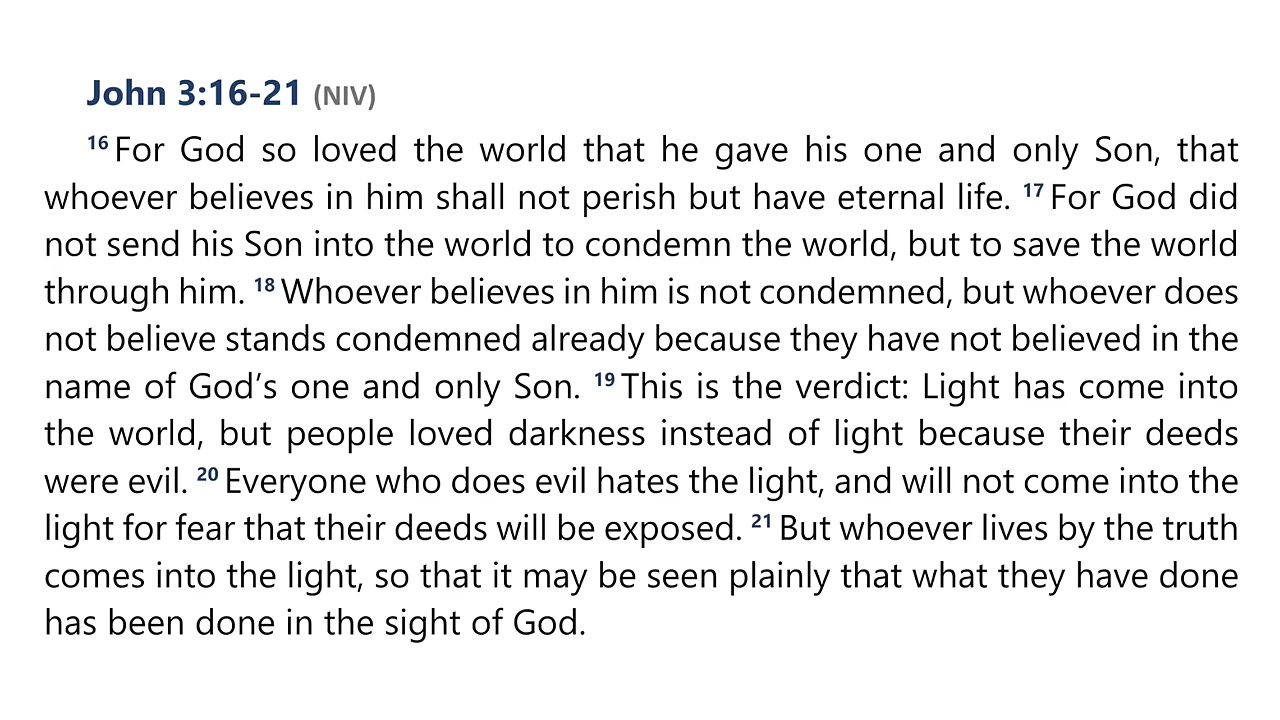 John 3:16-21 (NIV)
16 For God so loved the world that he gave his one and only Son, that
whoever believes in him shall not perish but have eternal life. 17 For God did
not send his Son into the world to condemn the world, but to save the world
through him. 18 Whoever believes in him is not condemned, but whoever does
not believe stands condemned already because they have not believed in the
name of God’s one and only Son. 19 This is the verdict: Light has come into
the world, but people loved darkness instead of light because their deeds
were evil. 20 Everyone who does evil hates the light, and will not come into the
light for fear that their deeds will be exposed. 21 But whoever lives by the truth
comes into the light, so that it may be seen plainly that what they have done
has been done in the sight of God.